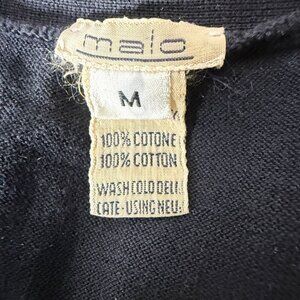 malo
M
100% COTONE
100% COTTON
WASH COLD DELI
CATE-USING NEU.